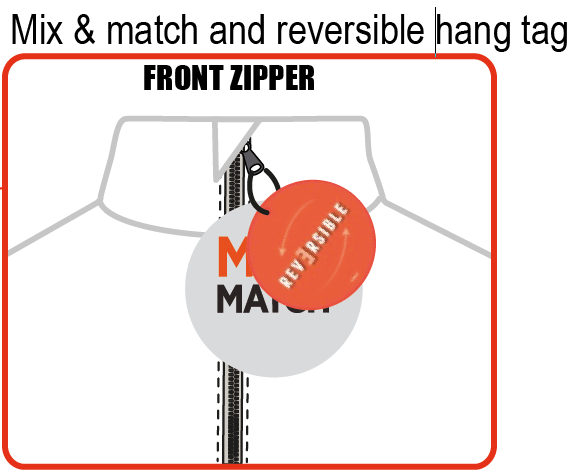 Mix & match and reversible hang tag
FRONT ZIPPER
REVERSIBLE
M
MATCH